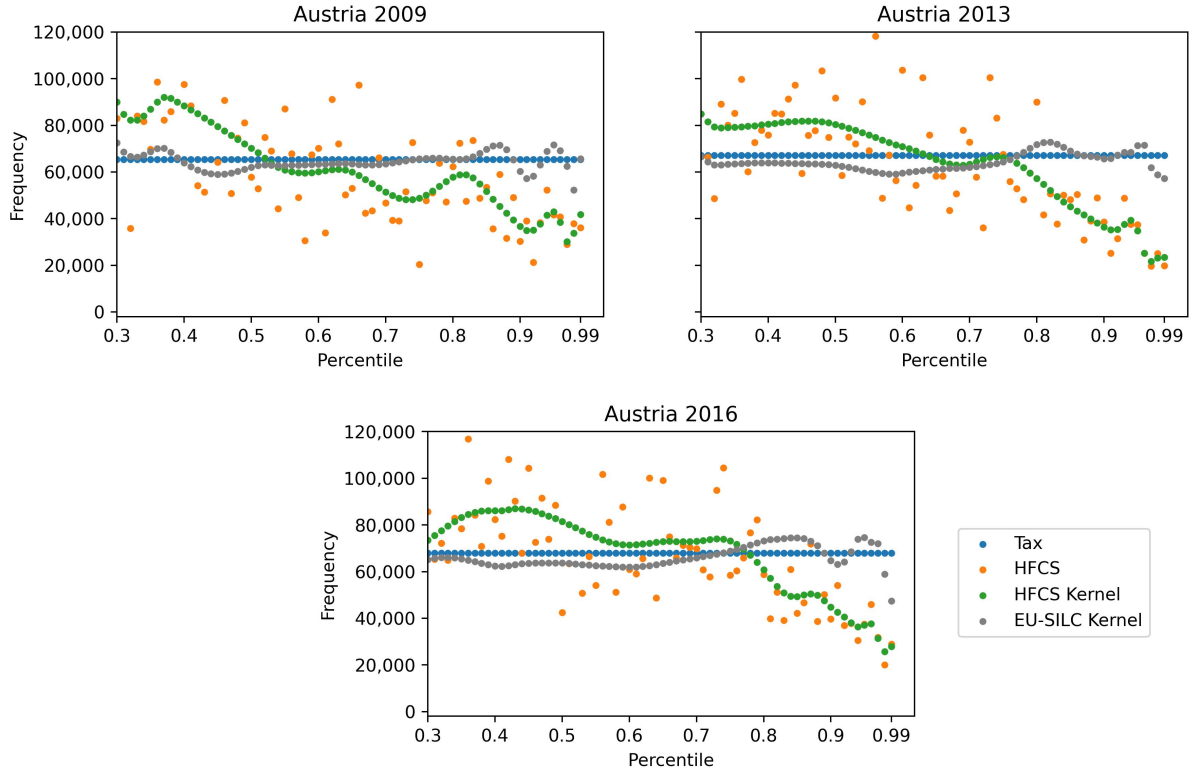 Austria 2009
Austria 2013
120,000
100,000
80,000
60,000
40,000
20,000
0
Frequency
0.3 0.4 0.5 0.6 0.7 0.8 0.9 0.99
0.3 0.4 0.5 0.6 0.7 0.8 0.9 0.99
Percentile
Percentile
Austria 2016
120,000
100,000
80,000
60,000
40,000
20,000
0
Frequency
0.3 0.4 0.5 0.6 0.7 0.8 0.9 0.99
Percentile
Tax
HFCS
HFCS Kernel
EU-SILC Kernel